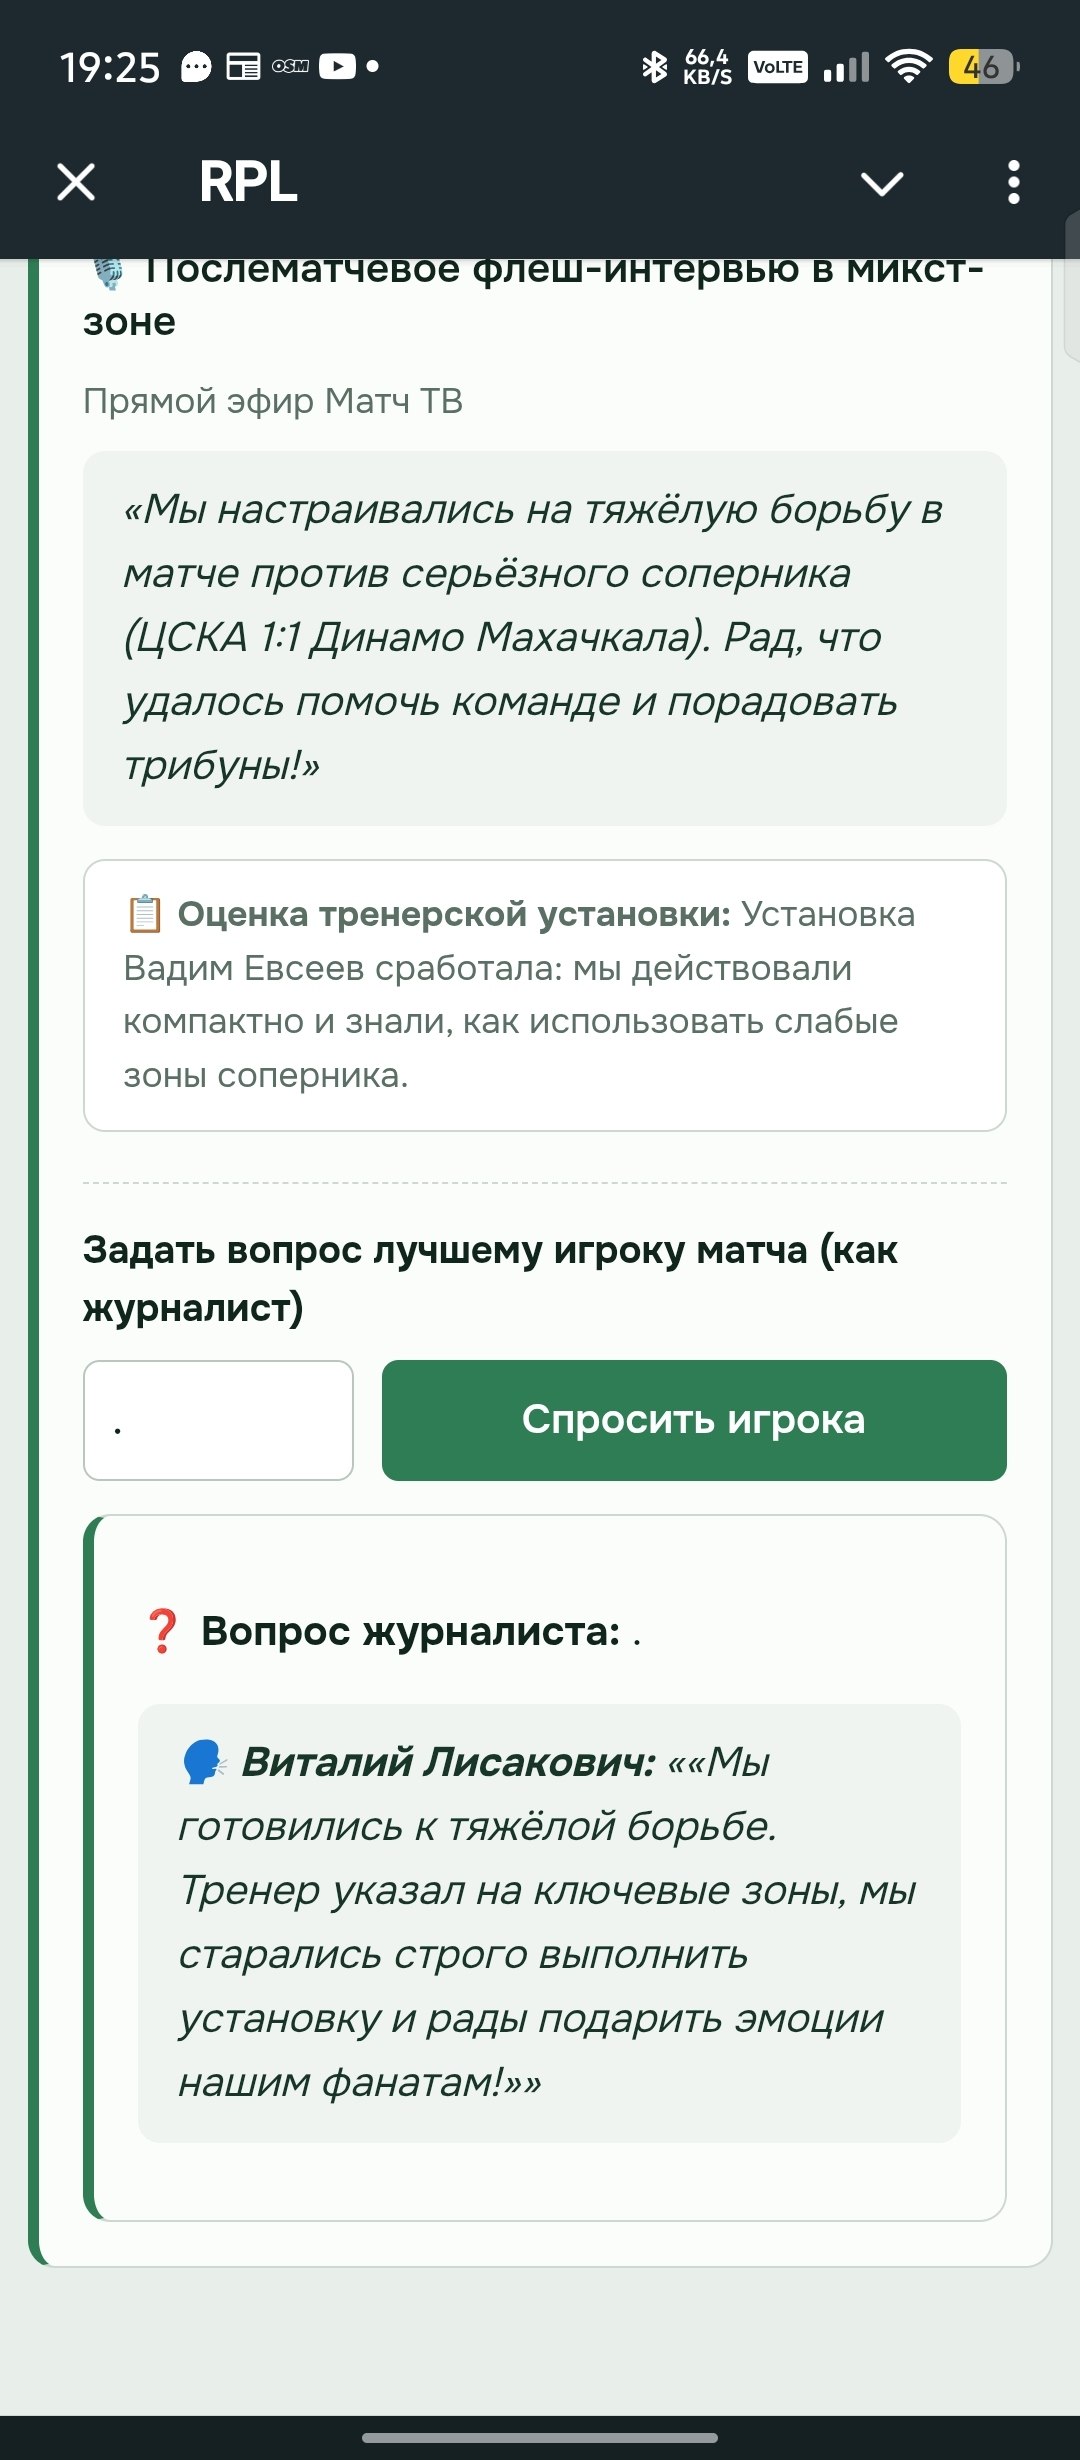 19:25 OSM 66,4 KB/S VoLTE 46
RPL
Послематчевое флеш-интервью в микст-
зоне
Прямой эфир Матч ТВ
«Мы настраивались на тяжёлую борьбу в
матче против серьёзного соперника
(ЦСКА 1:1 Динамо Махачкала). Рад, что
удалось помочь команде и порадовать
трибуны!»
📋 Оценка тренерской установки: Установка
Вадим Евсеев сработала: мы действовали
компактно и знали, как использовать слабые
зоны соперника.
Задать вопрос лучшему игроку матча (как
журналист)
. Спросить игрока
❓ Вопрос журналиста: .
🗣 Виталий Лисакович: ««Мы
готовились к тяжёлой борьбе.
Тренер указал на ключевые зоны, мы
старались строго выполнить
установку и рады подарить эмоции
нашим фанатам!»»